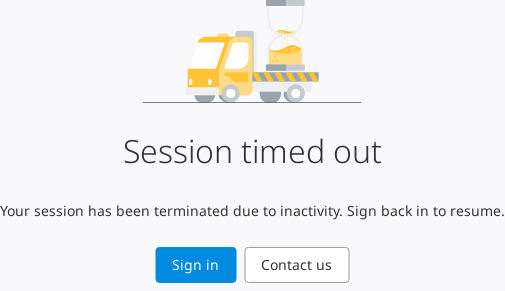 Session timed out
Your session has been terminated due to inactivity. Sign back in to resume.
Sign in
Contact us